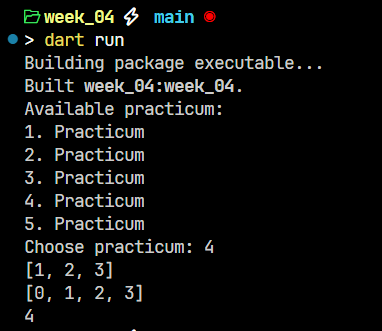 week_04 main
> dart run
Building package executable...
Built week_04:week_04.
Available practicum:
1. Practicum
2. Practicum
3. Practicum
4. Practicum
5. Practicum
Choose practicum: 4
[1, 2, 3]
[0, 1, 2, 3]
4